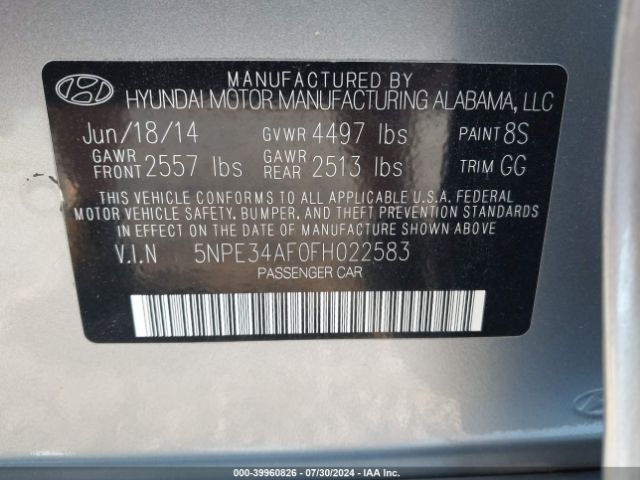 MANUFACTURED BY
HYUNDAI MOTOR MANUFACTURING ALABAMA, LLC
Jun/18/14 GVWR 4497 lbs PAINT 8S
GAWR FRONT 2557 lbs GAWR REAR 2513 lbs TRIM GG
THIS VEHICLE CONFORMS TO ALL APPLICABLE U.S.A. FEDERAL
MOTOR VEHICLE SAFETY, BUMPER, AND THEFT PREVENTION
STANDARDS IN EFFECT ON THE DATE OF MANUFACTURE SHOWN ABOVE.
V.I.N 5NPE34AF0FH022583
PASSENGER CAR
000-39960826 - 07/30/2024 - IAA Inc.